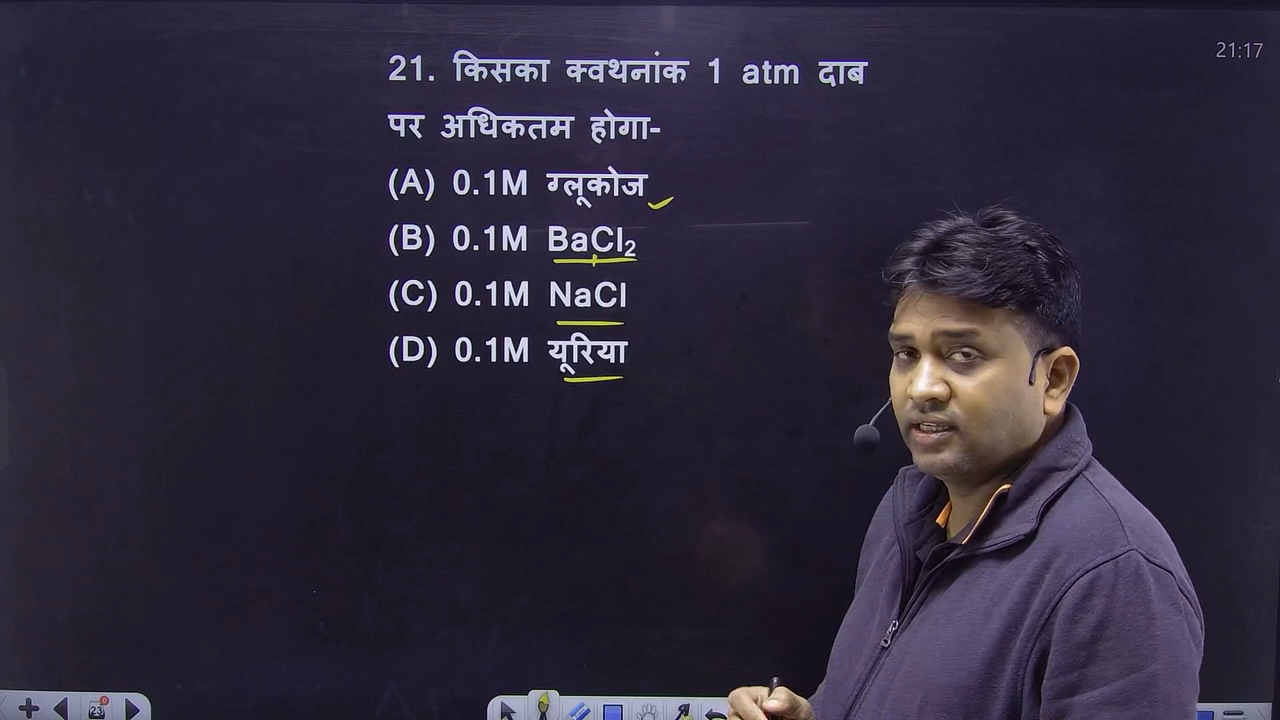 21:17
21. किसका क्वथनांक 1 atm दाब
पर अधिकतम होगा-
(A) 0.1M ग्लूकोज
(B) 0.1M BaCl₂
(C) 0.1M NaCl
(D) 0.1M यूरिया
23